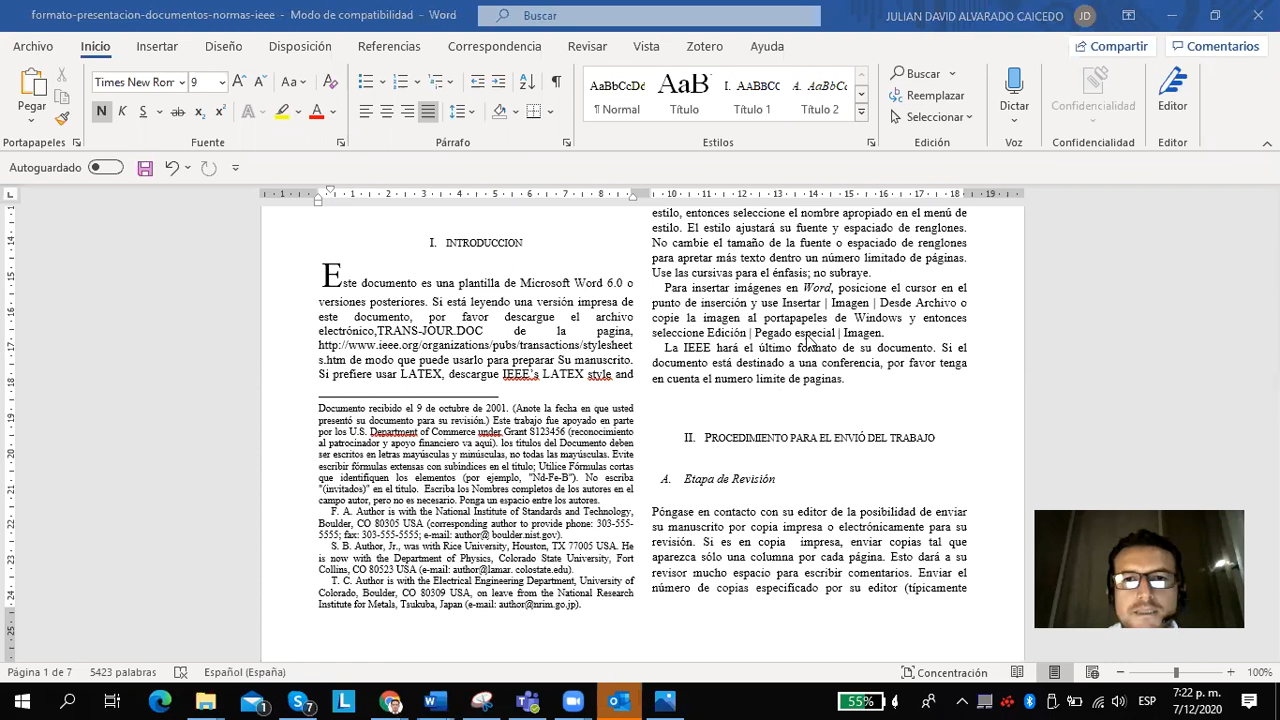 formato-presentacion-documentos-normas-ieee - Modo de compatibilidad - Word
Buscar
JULIAN DAVID ALVARADO CAICEDO
JD
Archivo
Inicio
Insertar
Diseño
Disposición
Referencias
Correspondencia
Revisar
Vista
Zotero
Ayuda
Compartir
Comentarios
Pegar
Times New Rom
9
AaBbCcDd
AaB
I. AABBCC
A. AaBbCc
¶ Normal
Título
Título 1
Título 2
Buscar
Reemplazar
Seleccionar
Dictar
Confidencialidad
Editor
Portapapeles
Fuente
Párrafo
Estilos
Edición
Voz
Confidencialidad
Editor
Autoguardado
I. INTRODUCCION
Este documento es una plantilla de Microsoft Word 6.0 o
versiones posteriores. Si está leyendo una versión impresa de
este documento, por favor descargue el archivo
electrónico,TRANS-JOUR.DOC de la pagina,
http://www.ieee.org/organizations/pubs/transactions/stylesheet
s.htm de modo que puede usarlo para preparar Su manuscrito.
Si prefiere usar LATEX, descargue IEEE's LATEX style and
Documento recibido el 9 de octubre de 2001. (Anote la fecha en que usted
presentó su documento para su revisión.) Este trabajo fue apoyado en parte
por los U.S. Department of Commerce under Grant S123456 (reconocimiento
al patrocinador y apoyo financiero va aquí). los títulos del Documento deben
ser escritos en letras mayúsculas y minúsculas, no todas las mayúsculas. Evite
escribir fórmulas extensas con subíndices en el título; Utilice Fórmulas cortas
que identifiquen los elementos (por ejemplo, "Nd-Fe-B"). No escriba
"(invitados)" en el título. Escriba los Nombres completos de los autores en el
campo autor, pero no es necesario. Ponga un espacio entre los autores.
F. A. Author is with the National Institute of Standards and Technology,
Boulder, CO 80305 USA (corresponding author to provide phone: 303-555-
5555; fax: 303-555-5555; e-mail: author@ boulder.nist.gov).
S. B. Author, Jr., was with Rice University, Houston, TX 77005 USA. He
is now with the Department of Physics, Colorado State University, Fort
Collins, CO 80523 USA (e-mail: author@lamar. colostate.edu).
T. C. Author is with the Electrical Engineering Department, University of
Colorado, Boulder, CO 80309 USA, on leave from the National Research
Institute for Metals, Tsukuba, Japan (e-mail: author@nrim.go.jp).
estilo, entonces seleccione el nombre apropiado en el menú de
estilo. El estilo ajustará su fuente y espaciado de renglones.
No cambie el tamaño de la fuente o espaciado de renglones
para apretar más texto dentro un número limitado de páginas.
Use las cursivas para el énfasis; no subraye.
Para insertar imágenes en Word, posicione el cursor en el
punto de inserción y use Insertar | Imagen | Desde Archivo o
copie la imagen al portapapeles de Windows y entonces
seleccione Edición | Pegado especial | Imagen.
La IEEE hará el último formato de su documento. Si el
documento está destinado a una conferencia, por favor tenga
en cuenta el numero limite de paginas.
II. PROCEDIMIENTO PARA EL ENVIÓ DEL TRABAJO
A. Etapa de Revisión
Póngase en contacto con su editor de la posibilidad de enviar
su manuscrito por copia impresa o electrónicamente para su
revisión. Si es en copia impresa, enviar copias tal que
aparezca sólo una columna por cada página. Esto dará a su
revisor mucho espacio para escribir comentarios. Enviar el
número de copias especificado por su editor (típicamente
Página 1 de 7
5423 palabras
Español (España)
Concentración
100%
55%
ESP
7:22 p. m.
7/12/2020